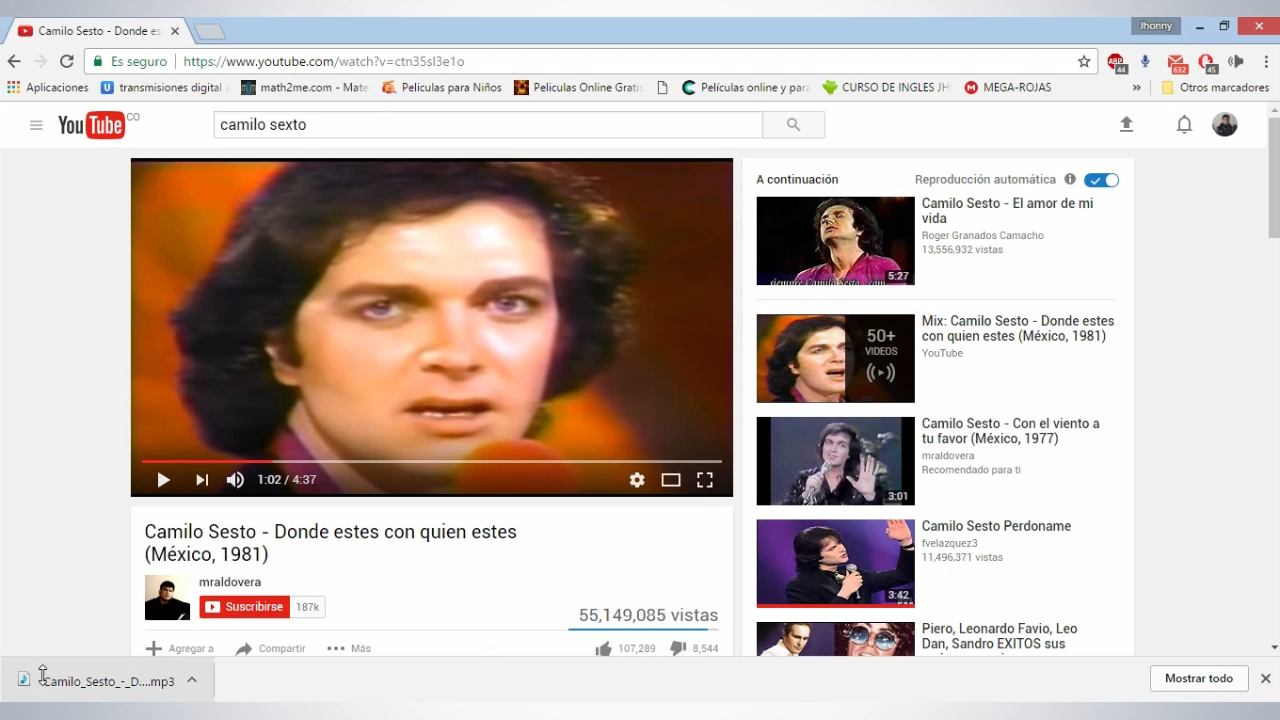 Camilo Sesto - Donde es
Jhonny
Es seguro
https://www.youtube.com/watch?v=ctn35sl3e1o
ABP
44
632
45
Aplicaciones
transmisiones digital
math2me.com - Mate
Peliculas para Niños
Peliculas Online Grati
Películas online y para
CURSO DE INGLES JH
MEGA-ROJAS
»
Otros marcadores
YouTube CO
camilo sexto
1:02 / 4:37
Camilo Sesto - Donde estes con quien estes
(México, 1981)
mraldovera
Suscribirse
187k
55,149,085 vistas
Agregar a
Compartir
Más
107,289
8,544
A continuación
Reproducción automática
5:27
Camilo Sesto - El amor de mi
vida
Roger Granados Camacho
13,556,932 vistas
50+
VIDEOS
Mix: Camilo Sesto - Donde estes
con quien estes (México, 1981)
YouTube
3:01
Camilo Sesto - Con el viento a
tu favor (México, 1977)
mraldovera
Recomendado para ti
3:42
Camilo Sesto Perdoname
fvelazquez3
11,496,371 vistas
Piero, Leonardo Favio, Leo
Dan, Sandro EXITOS sus
Camilo_Sesto_-_D....mp3
Mostrar todo